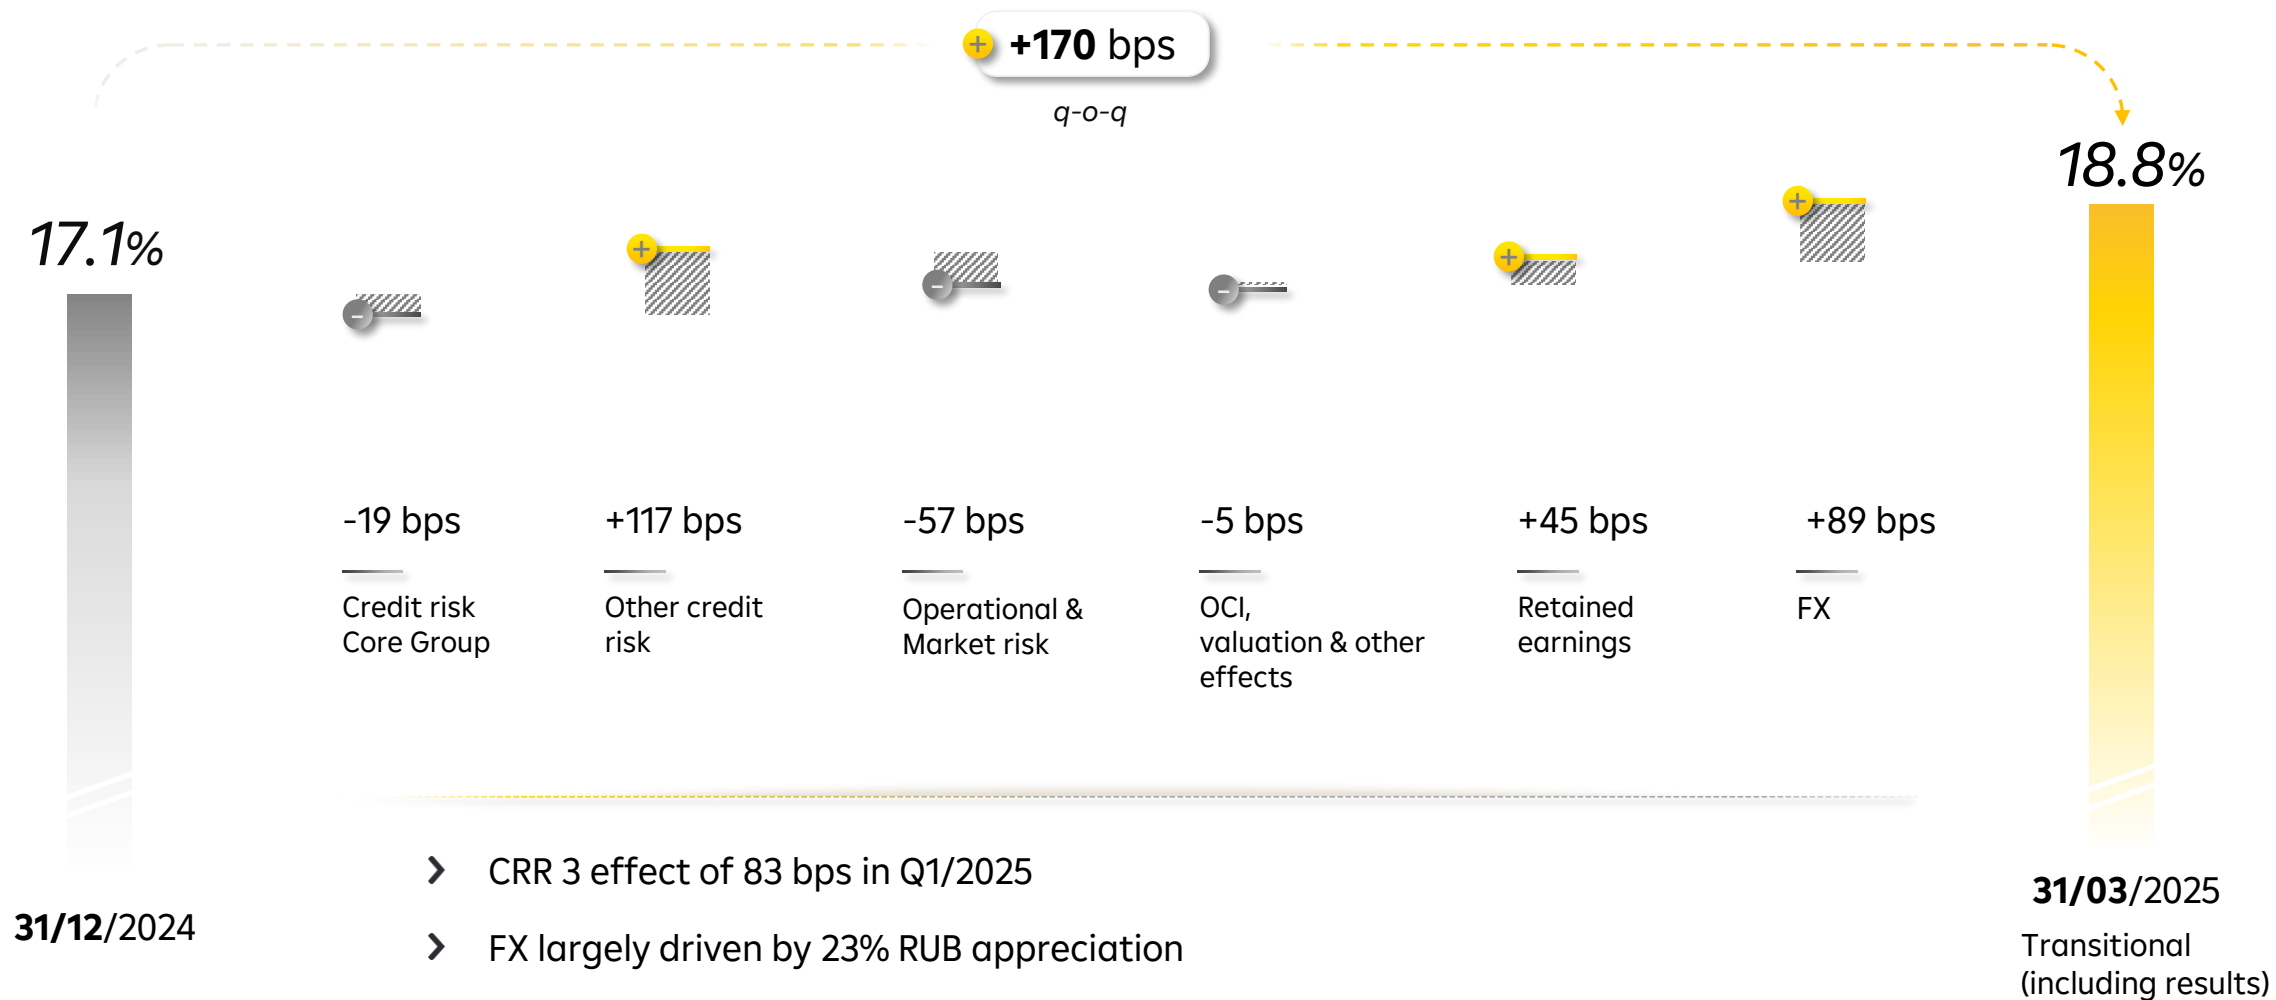 +170 bps
q-o-q
17.1%
18.8%
-19 bps
Credit risk
Core Group
+117 bps
Other credit
risk
-57 bps
Operational &
Market risk
-5 bps
OCI,
valuation & other
effects
+45 bps
Retained
earnings
+89 bps
FX
CRR 3 effect of 83 bps in Q1/2025
FX largely driven by 23% RUB appreciation
31/12/2024
31/03/2025
Transitional
(including results)